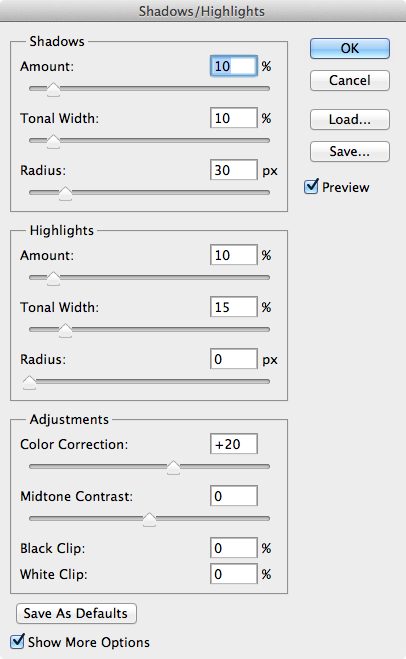 Shadows/Highlights
Shadows
Amount: 10 %
Tonal Width: 10 %
Radius: 30 px
Highlights
Amount: 10 %
Tonal Width: 15 %
Radius: 0 px
Adjustments
Color Correction: +20
Midtone Contrast: 0
Black Clip: 0 %
White Clip: 0 %
Save As Defaults
Show More Options
OK
Cancel
Load...
Save...
Preview